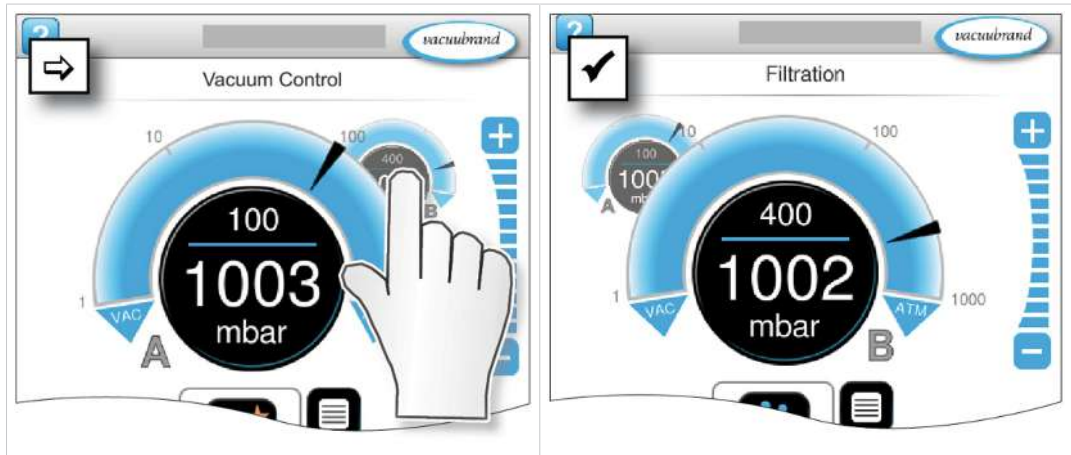 ?
vacuubrand
Vacuum Control
10
100
400
B
100
1003
mbar
1
VAC
A
+
-
?
vacuubrand
Filtration
10
100
100
A
400
1002
mbar
1
VAC
ATM
1000
B
+
-